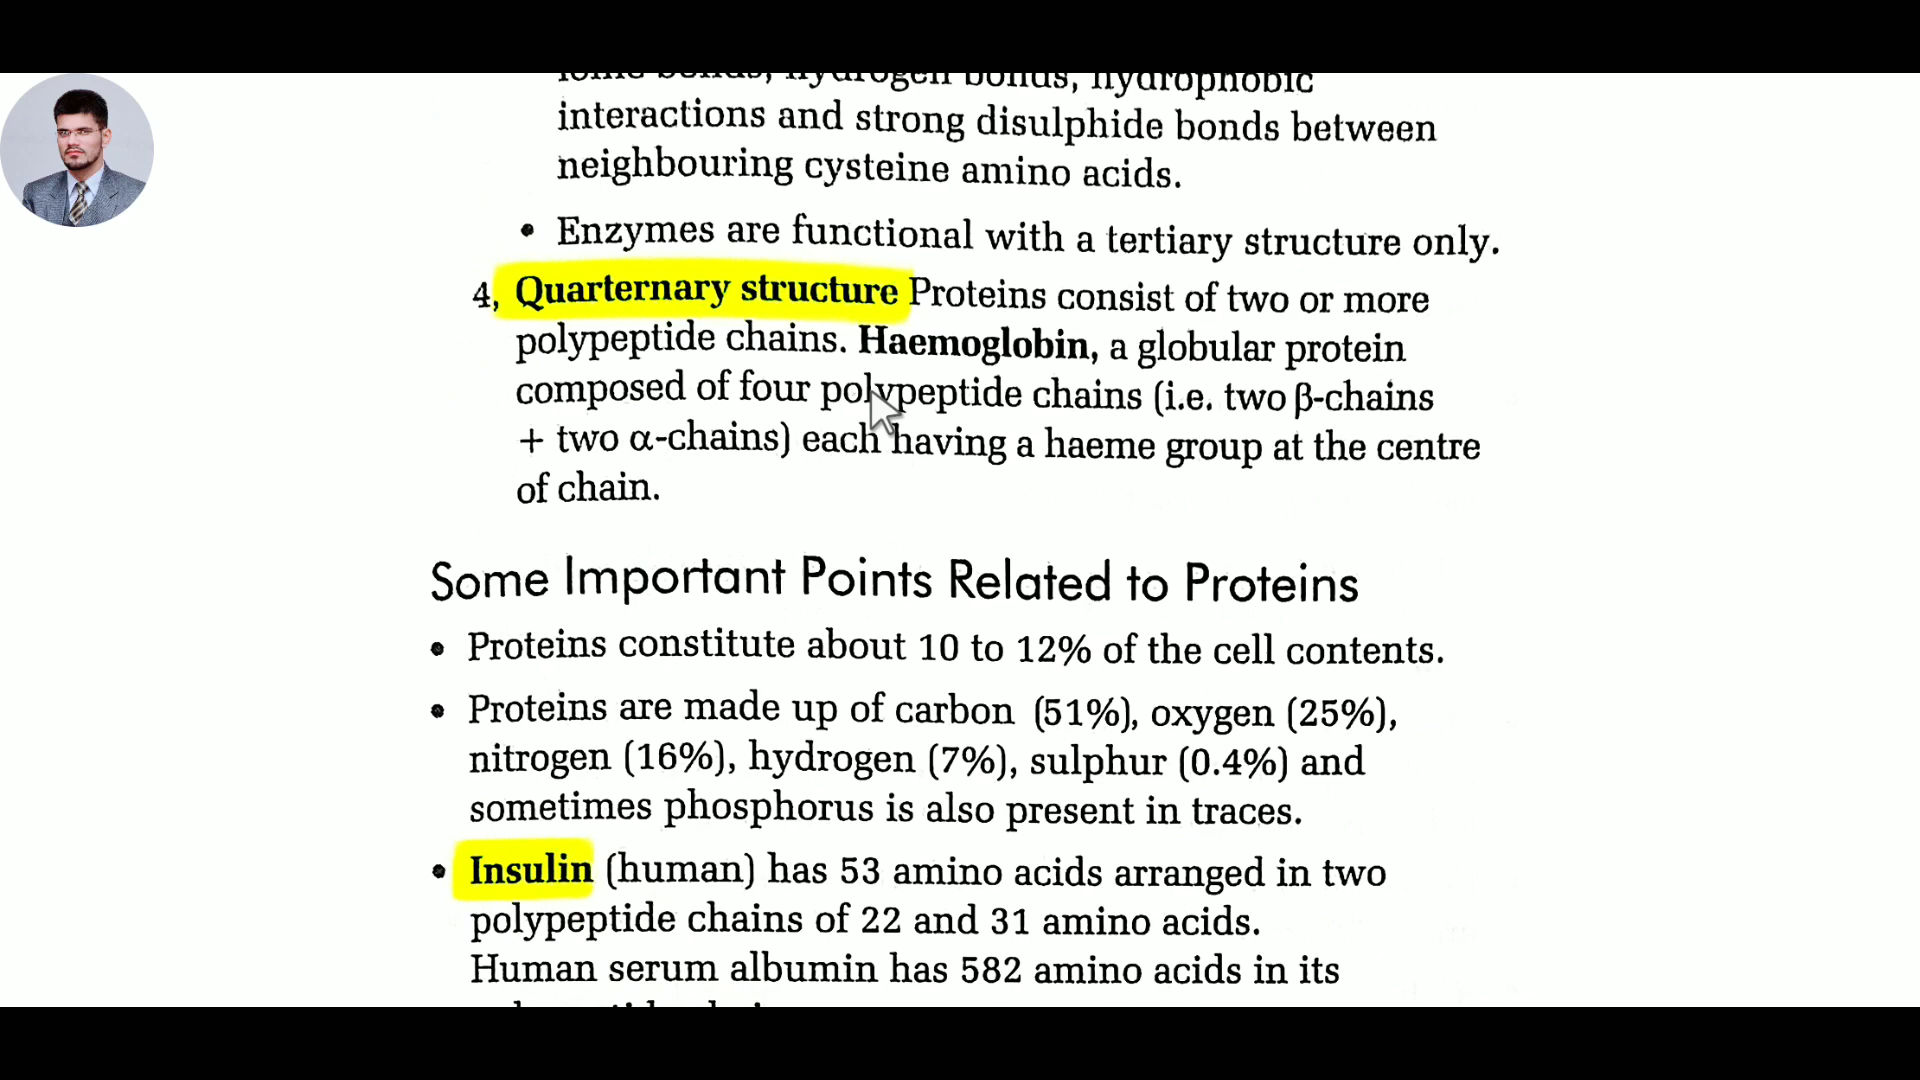 ionic bonds, hydrogen bonds, hydrophobic
interactions and strong disulphide bonds between
neighbouring cysteine amino acids.
• Enzymes are functional with a tertiary structure only.
4, Quarternary structure Proteins consist of two or more
polypeptide chains. Haemoglobin, a globular protein
composed of four polypeptide chains (i.e. two β-chains
+ two α-chains) each having a haeme group at the centre
of chain.
Some Important Points Related to Proteins
• Proteins constitute about 10 to 12% of the cell contents.
• Proteins are made up of carbon (51%), oxygen (25%),
nitrogen (16%), hydrogen (7%), sulphur (0.4%) and
sometimes phosphorus is also present in traces.
• Insulin (human) has 53 amino acids arranged in two
polypeptide chains of 22 and 31 amino acids.
Human serum albumin has 582 amino acids in its